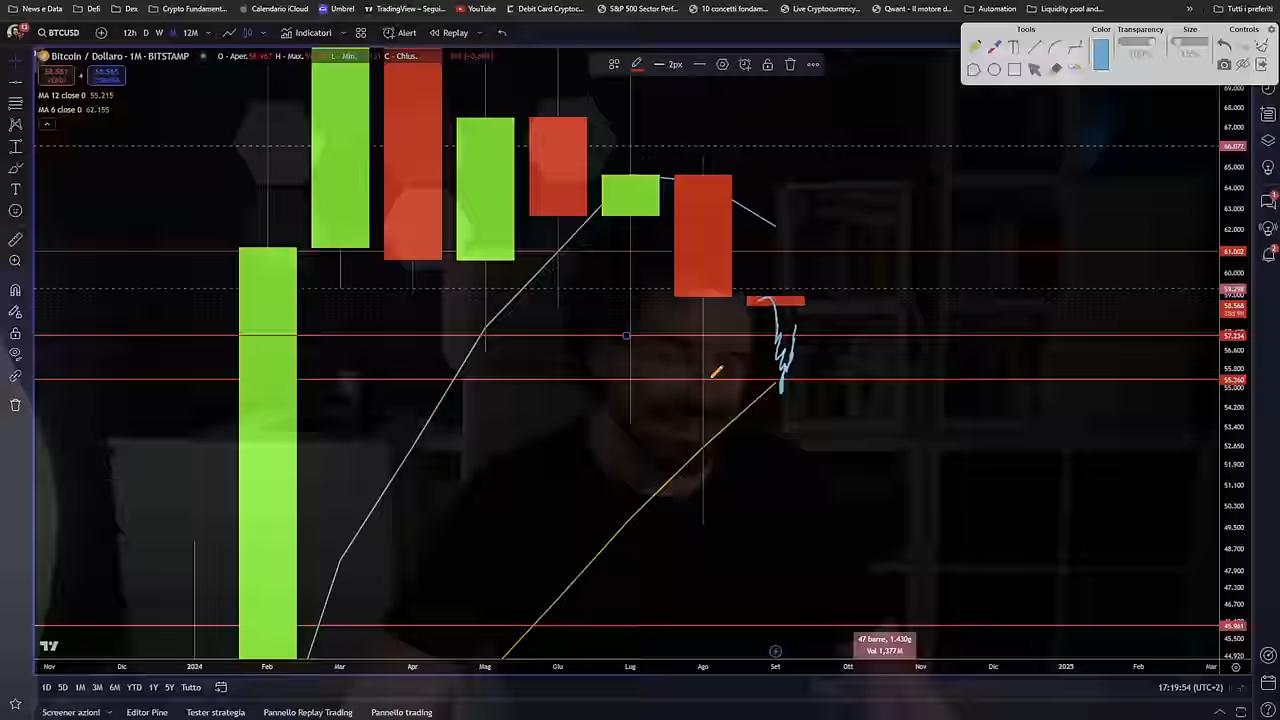 News Defi Dex Crypto Fundament... Calendario iCloud Umbrel TradingView – Segui... YouTube Debit Card Cryptoc... S&P 500 Sector Perf... 10 concetti fondam... Live Cryptocurrency... Qwant - Il motore d... Automation Liquidity pool and... » Tutti i preferiti
BTCUSD 12h D W M 12M Indicatori Alert Replay
Tools Color Transparency Size Controls
Bitcoin / Dollaro · 1M · BITSTAMP O - Aper. H - Max. L - Min. C - Chius.
2px
MA 12 close 0 55.215
MA 6 close 0 62.155
69.000
68.000
67.000
66.072
65.000
64.000
63.000
62.000
61.002
60.000
59.000
58.568
57.234
56.600
55.800
55.360
55.000
54.200
53.400
52.650
51.900
51.100
50.300
49.500
48.700
47.900
47.300
46.700
45.961
45.500
44.920
47 barre, 1.430g
Vol 1,377M
Nov Dic 2024 Feb Mar Apr Mag Giu Lug Ago Set Ott Nov Dic 2025 Feb Mar
1D 5D 1M 3M 6M YTD 1Y 5Y Tutto 17:19:54 (UTC+2)
Screener azioni Editor Pine Tester strategia Pannello Replay Trading Pannello trading